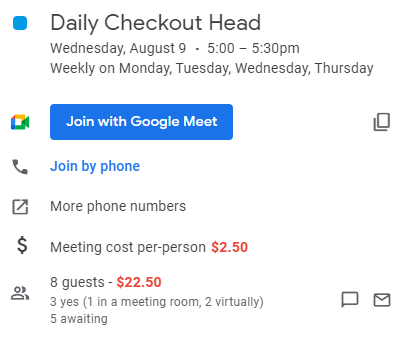 Daily Checkout Head
Wednesday, August 9 • 5:00 – 5:30pm
Weekly on Monday, Tuesday, Wednesday, Thursday
Join with Google Meet
Join by phone
More phone numbers
$ Meeting cost per-person $2.50
8 guests - $22.50
3 yes (1 in a meeting room, 2 virtually)
5 awaiting